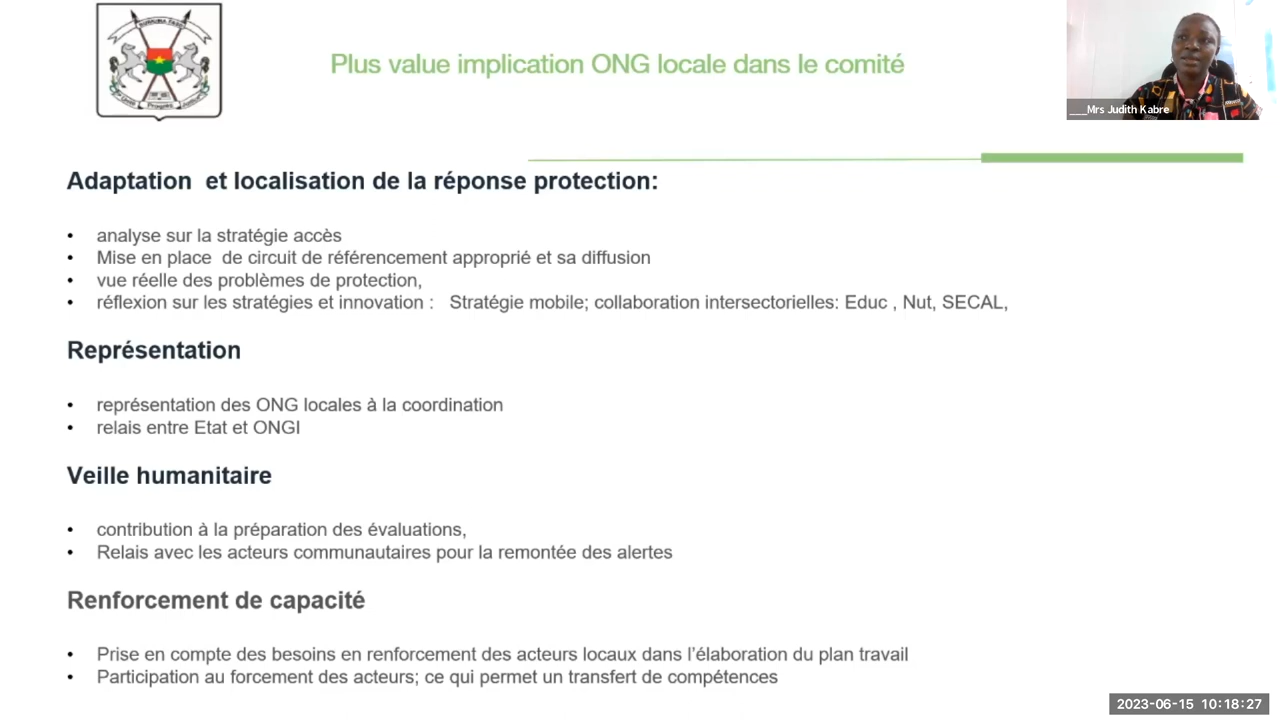 BURKINA FASO
Unité Progrès Justice
Plus value implication ONG locale dans le comité
___Mrs Judith Kabre
Adaptation et localisation de la réponse protection:
• analyse sur la stratégie accès
• Mise en place de circuit de référencement approprié et sa diffusion
• vue réelle des problèmes de protection,
• réflexion sur les stratégies et innovation : Stratégie mobile; collaboration intersectorielles: Educ , Nut, SECAL,
Représentation
• représentation des ONG locales à la coordination
• relais entre Etat et ONGI
Veille humanitaire
• contribution à la préparation des évaluations,
• Relais avec les acteurs communautaires pour la remontée des alertes
Renforcement de capacité
• Prise en compte des besoins en renforcement des acteurs locaux dans l’élaboration du plan travail
• Participation au forcement des acteurs; ce qui permet un transfert de compétences
2023-06-15 10:18:27